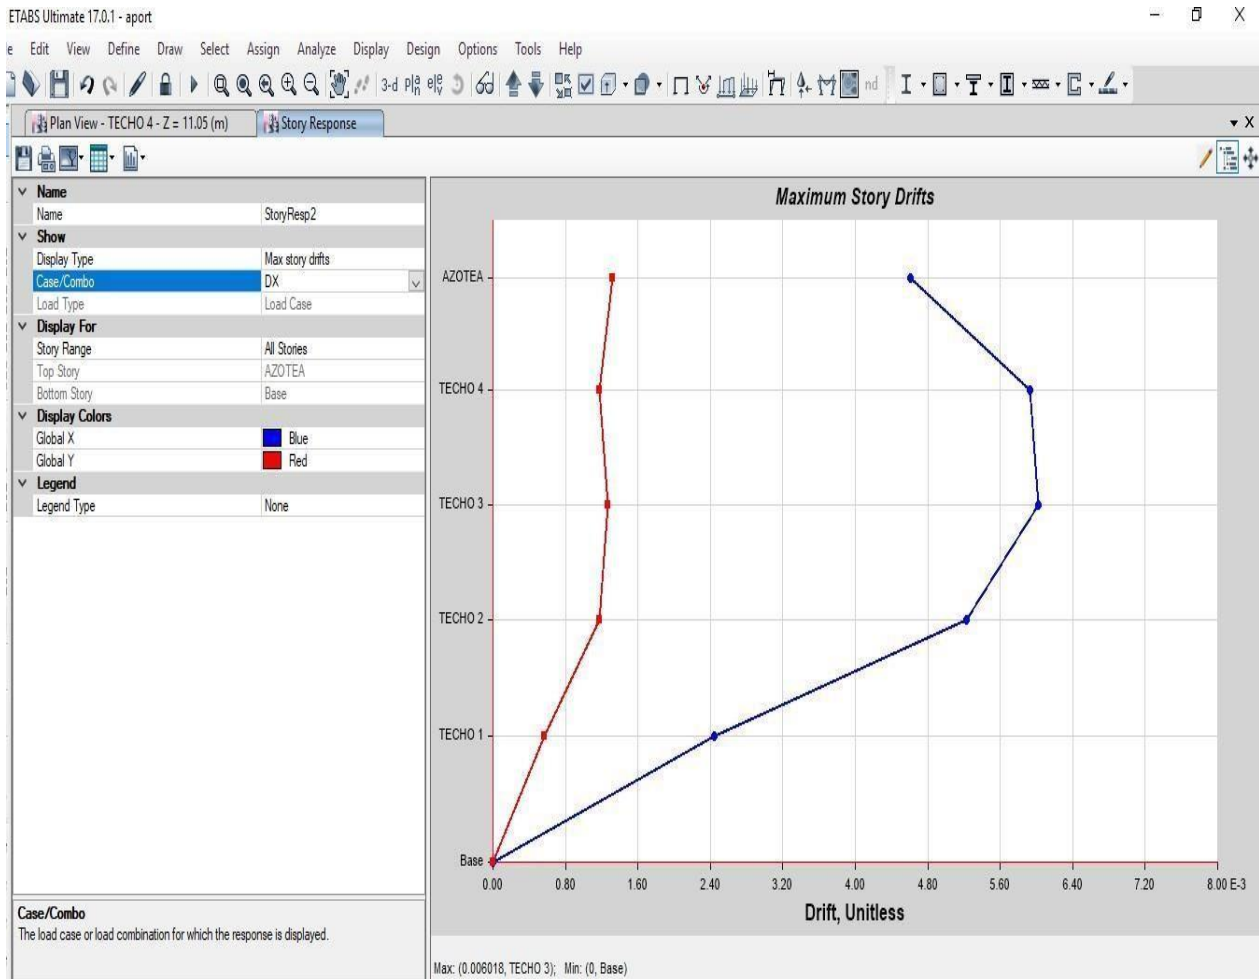 ETABS Ultimate 17.0.1 - aport
e Edit View Define Draw Select Assign Analyze Display Design Options Tools Help
3-d nd
Plan View - TECHO 4 - Z = 11.05 (m) Story Response
Maximum Story Drifts
Name
Name StoryResp2
Show
Display Type Max story drifts
Case/Combo DX
Load Type Load Case
Display For
Story Range All Stories
Top Story AZOTEA
Bottom Story Base
Display Colors
Global X Blue
Global Y Red
Legend
Legend Type None
AZOTEA
TECHO 4
TECHO 3
TECHO 2
TECHO 1
Base
0.00 0.80 1.60 2.40 3.20 4.00 4.80 5.60 6.40 7.20 8.00 E-3
Drift, Unitless
Case/Combo
The load case or load combination for which the response is displayed.
Max: (0.006018, TECHO 3); Min: (0, Base)